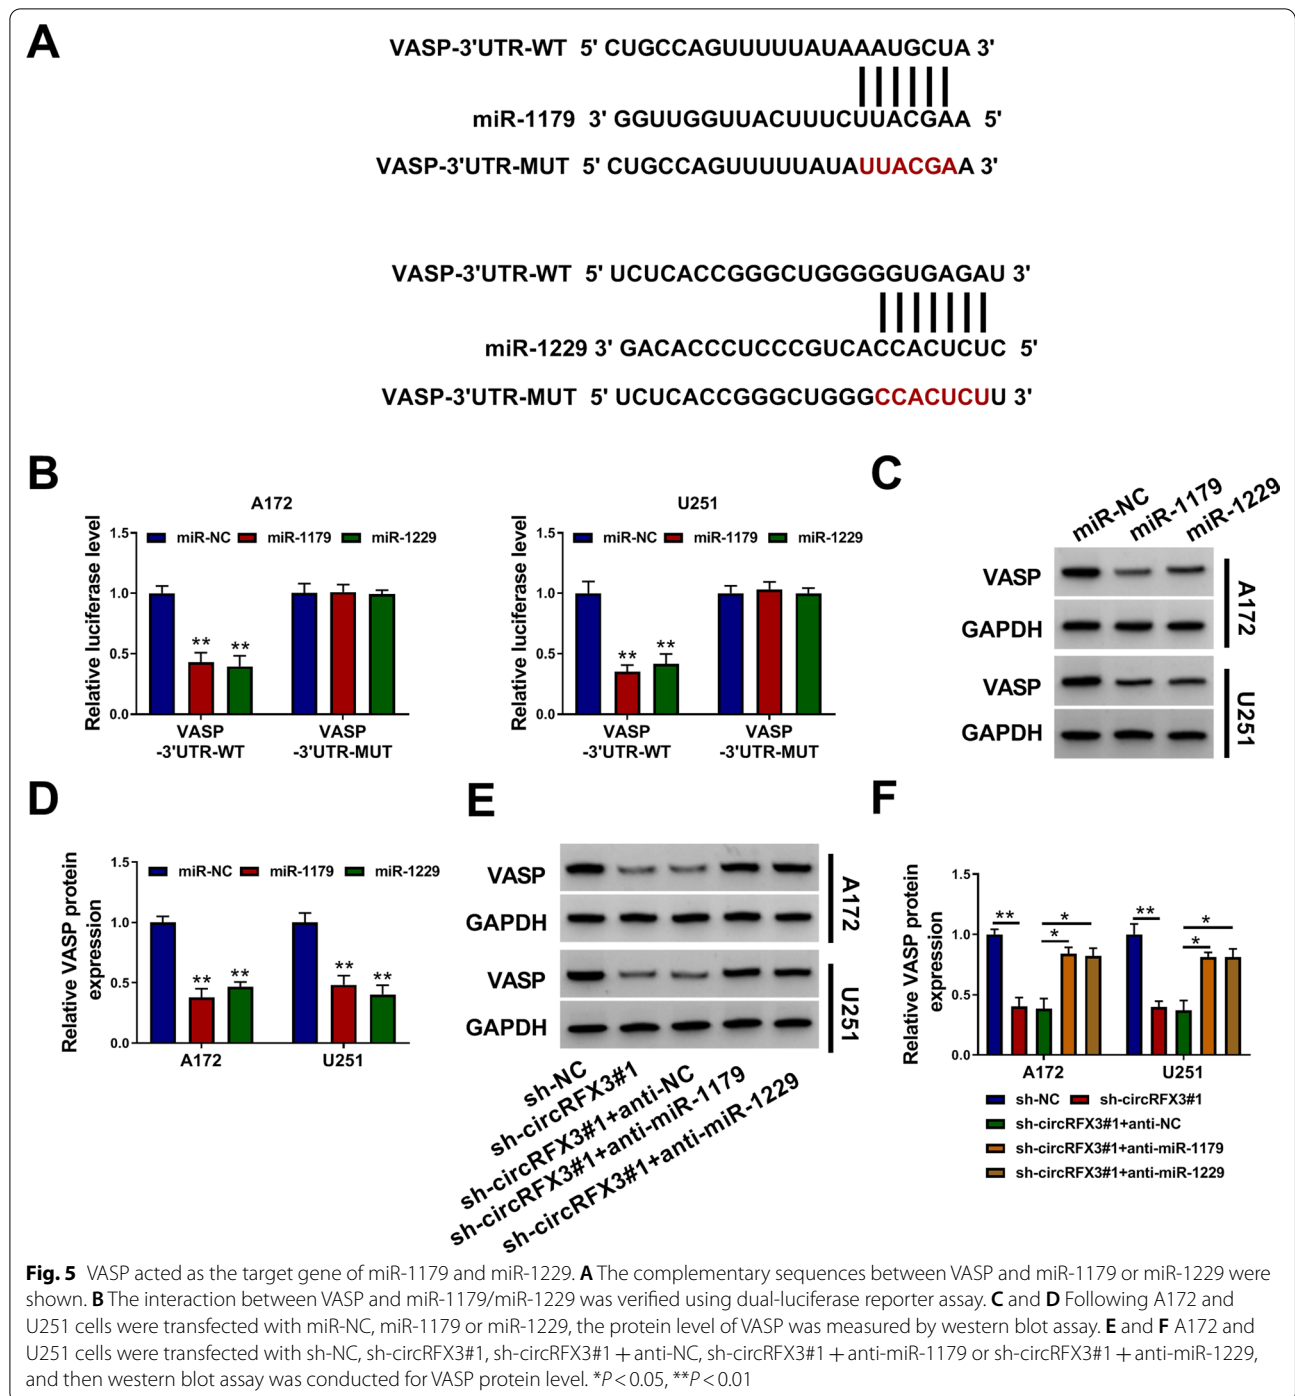 A
VASP-3'UTR-WT 5' CUGCCAGUUUUUAUAAAUGCUA 3'
miR-1179 3' GGUUGGUUACUUUCUUACGAA 5'
VASP-3'UTR-MUT 5' CUGCCAGUUUUUAUAUUACGAA 3'
VASP-3'UTR-WT 5' UCUCACCGGGCUGGGGGUGAGAU 3'
miR-1229 3' GACACCCUCCCGUCACCACUCUC 5'
VASP-3'UTR-MUT 5' UCUCACCGGGCUGGGCCACUCUU 3'
B
A172
Relative luciferase level
1.5
1.0
0.5
0.0
miR-NC miR-1179 miR-1229
** **
VASP VASP
-3'UTR-WT -3'UTR-MUT
U251
Relative luciferase level
1.5
1.0
0.5
0.0
miR-NC miR-1179 miR-1229
** **
VASP VASP
-3'UTR-WT -3'UTR-MUT
C
miR-NC
miR-1179
miR-1229
VASP
GAPDH
A172
VASP
GAPDH
U251
D
Relative VASP protein
expression
1.5
1.0
0.5
0.0
miR-NC miR-1179 miR-1229
** ** ** **
A172 U251
E
VASP
GAPDH
A172
VASP
GAPDH
U251
sh-NC
sh-circRFX3#1
sh-circRFX3#1+anti-NC
sh-circRFX3#1+anti-miR-1179
sh-circRFX3#1+anti-miR-1229
F
Relative VASP protein
expression
1.5
1.0
0.5
0.0
** * * ** * *
A172 U251
sh-NC sh-circRFX3#1
sh-circRFX3#1+anti-NC
sh-circRFX3#1+anti-miR-1179
sh-circRFX3#1+anti-miR-1229
Fig. 5 VASP acted as the target gene of miR-1179 and miR-1229. A The complementary sequences between VASP and miR-1179 or miR-1229 were
shown. B The interaction between VASP and miR-1179/miR-1229 was verified using dual-luciferase reporter assay. C and D Following A172 and
U251 cells were transfected with miR-NC, miR-1179 or miR-1229, the protein level of VASP was measured by western blot assay. E and F A172 and
U251 cells were transfected with sh-NC, sh-circRFX3#1, sh-circRFX3#1 + anti-NC, sh-circRFX3#1 + anti-miR-1179 or sh-circRFX3#1 + anti-miR-1229,
and then western blot assay was conducted for VASP protein level. *P < 0.05, **P < 0.01